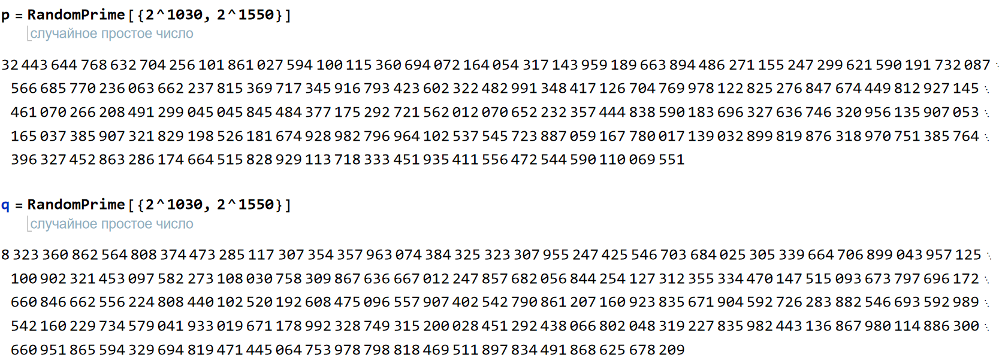 p = RandomPrime[{2^1030, 2^1550}]
случайное простое число
32 443 644 768 632 704 256 101 861 027 594 100 115 360 694 072 164 054 317 143 959 189 663 894 486 271 155 247 299 621 590 191 732 087 ⋱
566 685 770 236 063 662 237 815 369 717 345 916 793 423 602 322 482 991 348 417 126 704 769 978 122 825 276 847 674 449 812 927 145 ⋱
461 070 266 208 491 299 045 045 845 484 377 175 292 721 562 012 070 652 232 357 444 838 590 183 696 327 636 746 320 956 135 907 053 ⋱
165 037 385 907 321 829 198 526 181 674 928 982 796 964 102 537 545 723 887 059 167 780 017 139 032 899 819 876 318 970 751 385 764 ⋱
396 327 452 863 286 174 664 515 828 929 113 718 333 451 935 411 556 472 544 590 110 069 551
q = RandomPrime[{2^1030, 2^1550}]
случайное простое число
8 323 360 862 564 808 374 473 285 117 307 354 357 963 074 384 325 323 307 955 247 425 546 703 684 025 305 339 664 706 899 043 957 125 ⋱
100 902 321 453 097 582 273 108 030 758 309 867 636 667 012 247 857 682 056 844 254 127 312 355 334 470 147 515 093 673 797 696 172 ⋱
660 846 662 556 224 808 440 102 520 192 608 475 096 557 907 402 542 790 861 207 160 923 835 671 904 592 726 283 882 546 693 592 989 ⋱
542 160 229 734 579 041 933 019 671 178 992 328 749 315 200 028 451 292 438 066 802 048 319 227 835 982 443 136 867 980 114 886 300 ⋱
660 951 865 594 329 694 819 471 445 064 753 978 798 818 469 511 897 834 491 868 625 678 209